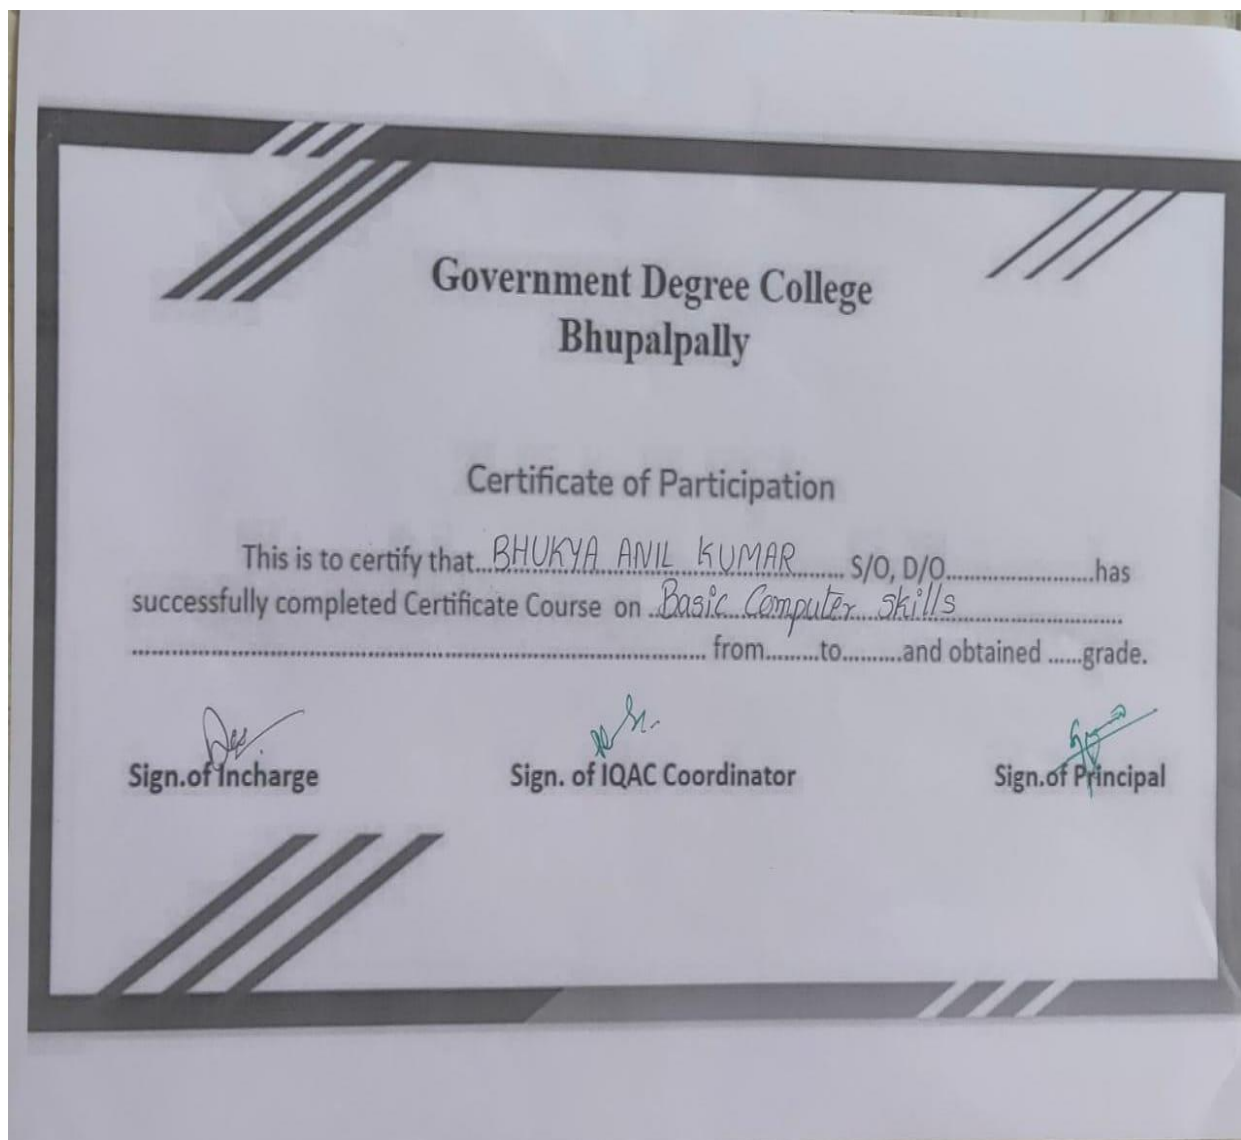 Government Degree College
Bhupalpally
Certificate of Participation
This is to certify that...BHUKYA ANIL KUMAR........ S/O, D/O........................has
successfully completed Certificate Course on ..Basic Computer skills............................
.................................................................................... from.........to..........and obtained ......grade.
Sign.of Incharge Sign. of IQAC Coordinator Sign.of Principal